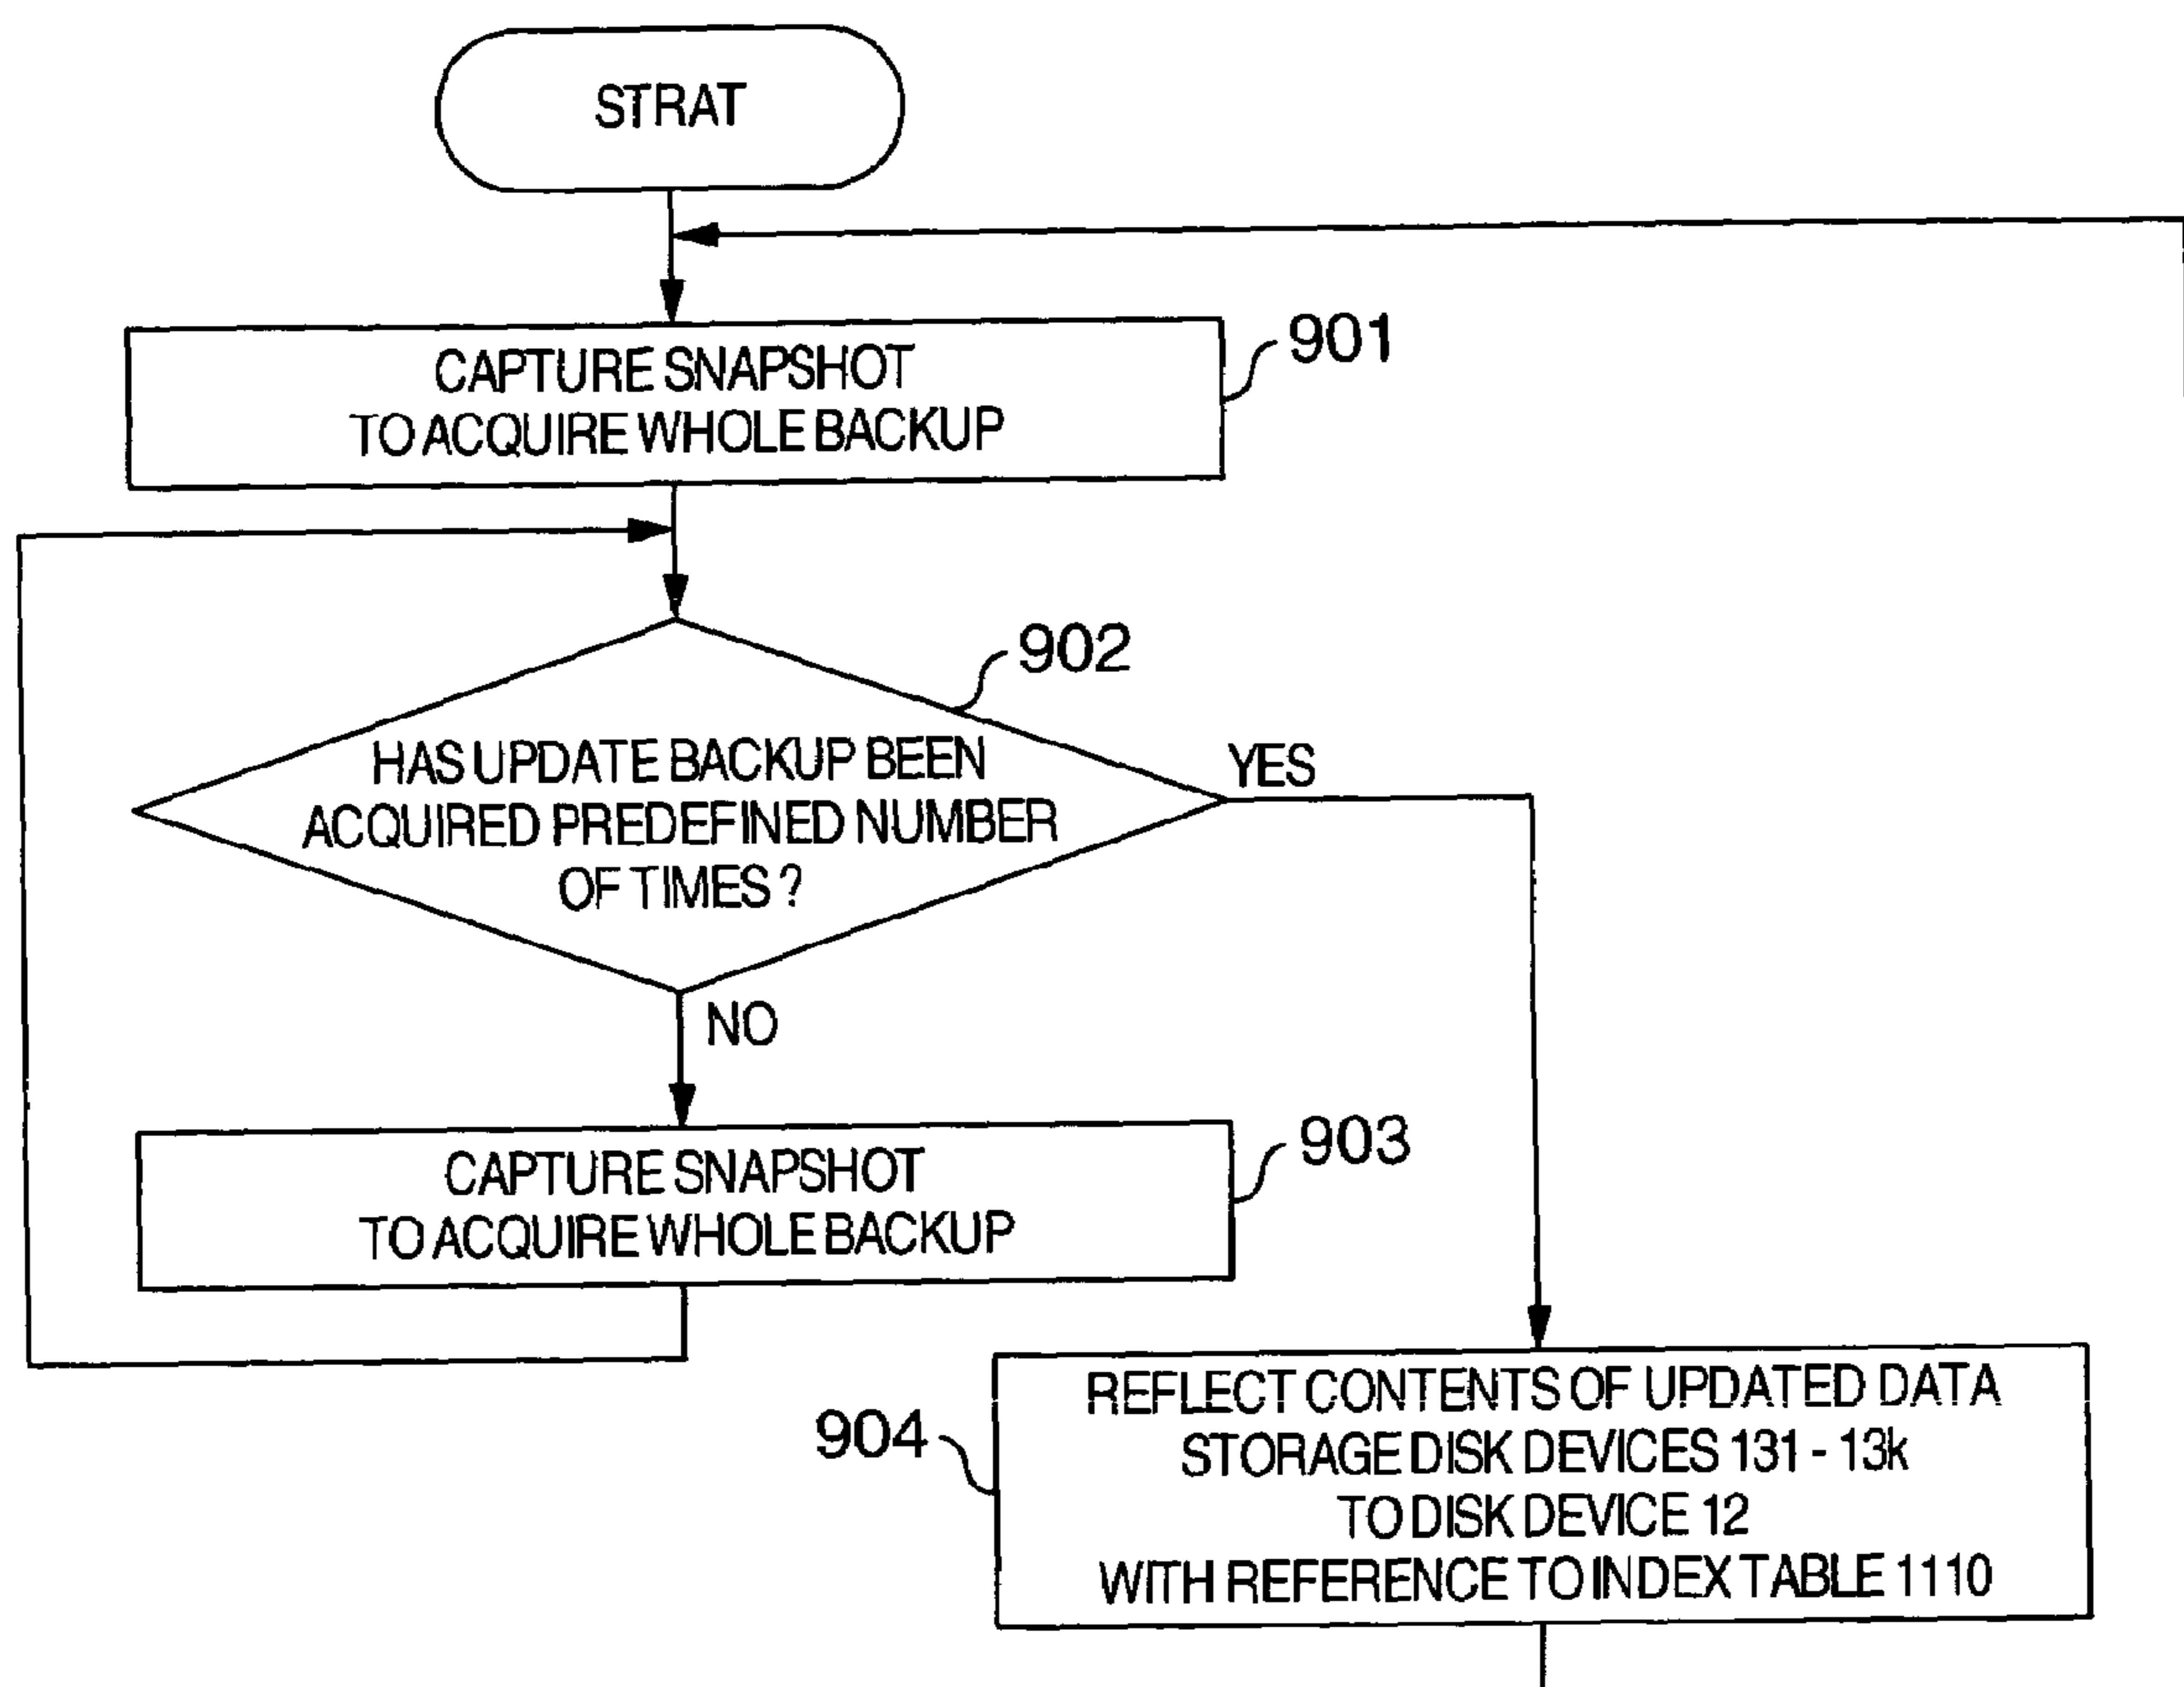 STRAT
CAPTURE SNAPSHOT
TO ACQUIRE WHOLE BACKUP
901
902
HAS UPDATE BACKUP BEEN
ACQUIRED PREDEFINED NUMBER
OF TIMES ?
YES
NO
CAPTURE SNAPSHOT
TO ACQUIRE WHOLE BACKUP
903
904
REFLECT CONTENTS OF UPDATED DATA
STORAGE DISK DEVICES 131 - 13k
TO DISK DEVICE 12
WITH REFERENCE TO INDEX TABLE 1110